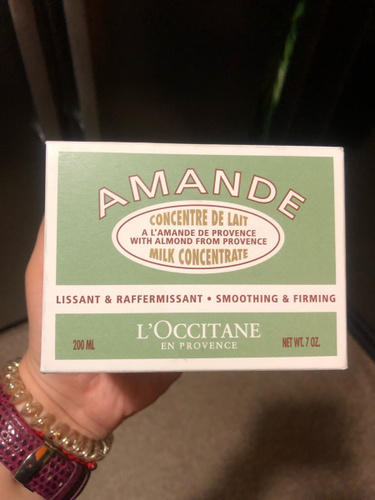 AMANDE
CONCENTRE DE LAIT
A L'AMANDE DE PROVENCE
WITH ALMOND FROM PROVENCE
MILK CONCENTRATE
LISSANT & RAFFERMISSANT • SMOOTHING & FIRMING
L'OCCITANE
EN PROVENCE
200 ML
NET WT. 7 OZ.